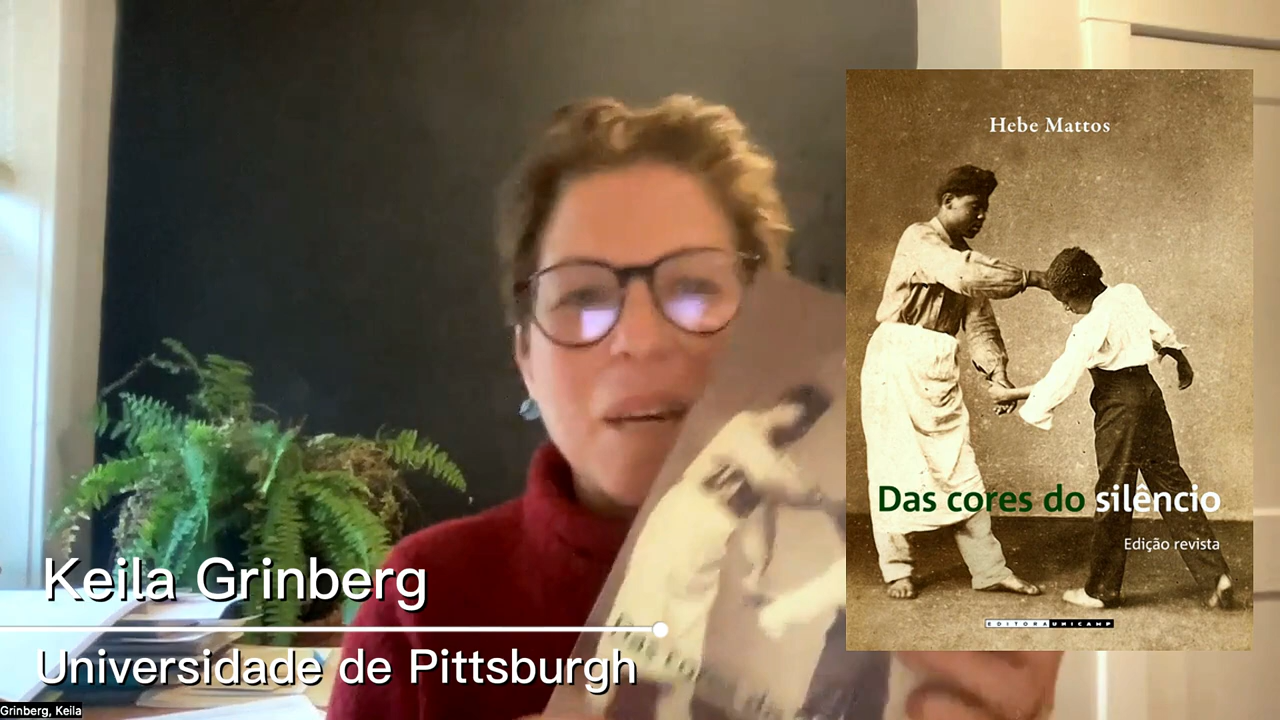 Hebe Mattos
Das cores do silêncio
Edição revista
EDITORA UNICAMP
Keila Grinberg
Universidade de Pittsburgh
Grinberg, Keila